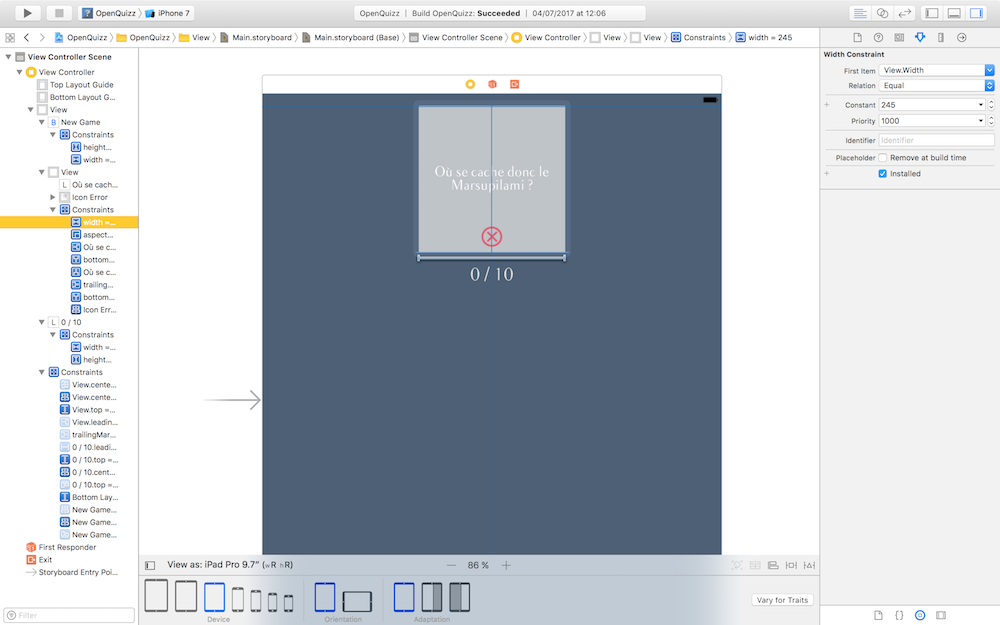 OpenQuizz
iPhone 7
OpenQuizz
Build OpenQuizz: Succeeded
04/07/2017 at 12:06
OpenQuizz
OpenQuizz
View
Main.storyboard
Main.storyboard (Base)
View Controller Scene
View Controller
View
View
Constraints
width = 245
View Controller Scene
View Controller
Top Layout Guide
Bottom Layout G...
View
B New Game
Constraints
height...
width =...
View
L Où se cach...
Icon Error
Constraints
width =...
aspect...
Où se c...
bottom...
Où se c...
trailing...
bottom...
Icon Err...
L 0 / 10
Constraints
width =...
height...
Constraints
View.cente...
View.cente...
View.top =...
View.leadin...
trailingMar...
0 / 10.leadi...
0 / 10.top =...
0 / 10.cent...
0 / 10.top =...
Bottom Lay...
New Game...
New Game...
New Game...
First Responder
Exit
Storyboard Entry Poi...
Filter
Où se cache donc le
Marsupilami ?
0 / 10
View as: iPad Pro 9.7" (wR hR)
86 %
Device
Orientation
Adaptation
Vary for Traits
Width Constraint
First Item View.Width
Relation Equal
Constant 245
Priority 1000
Identifier Identifier
Placeholder Remove at build time
Installed